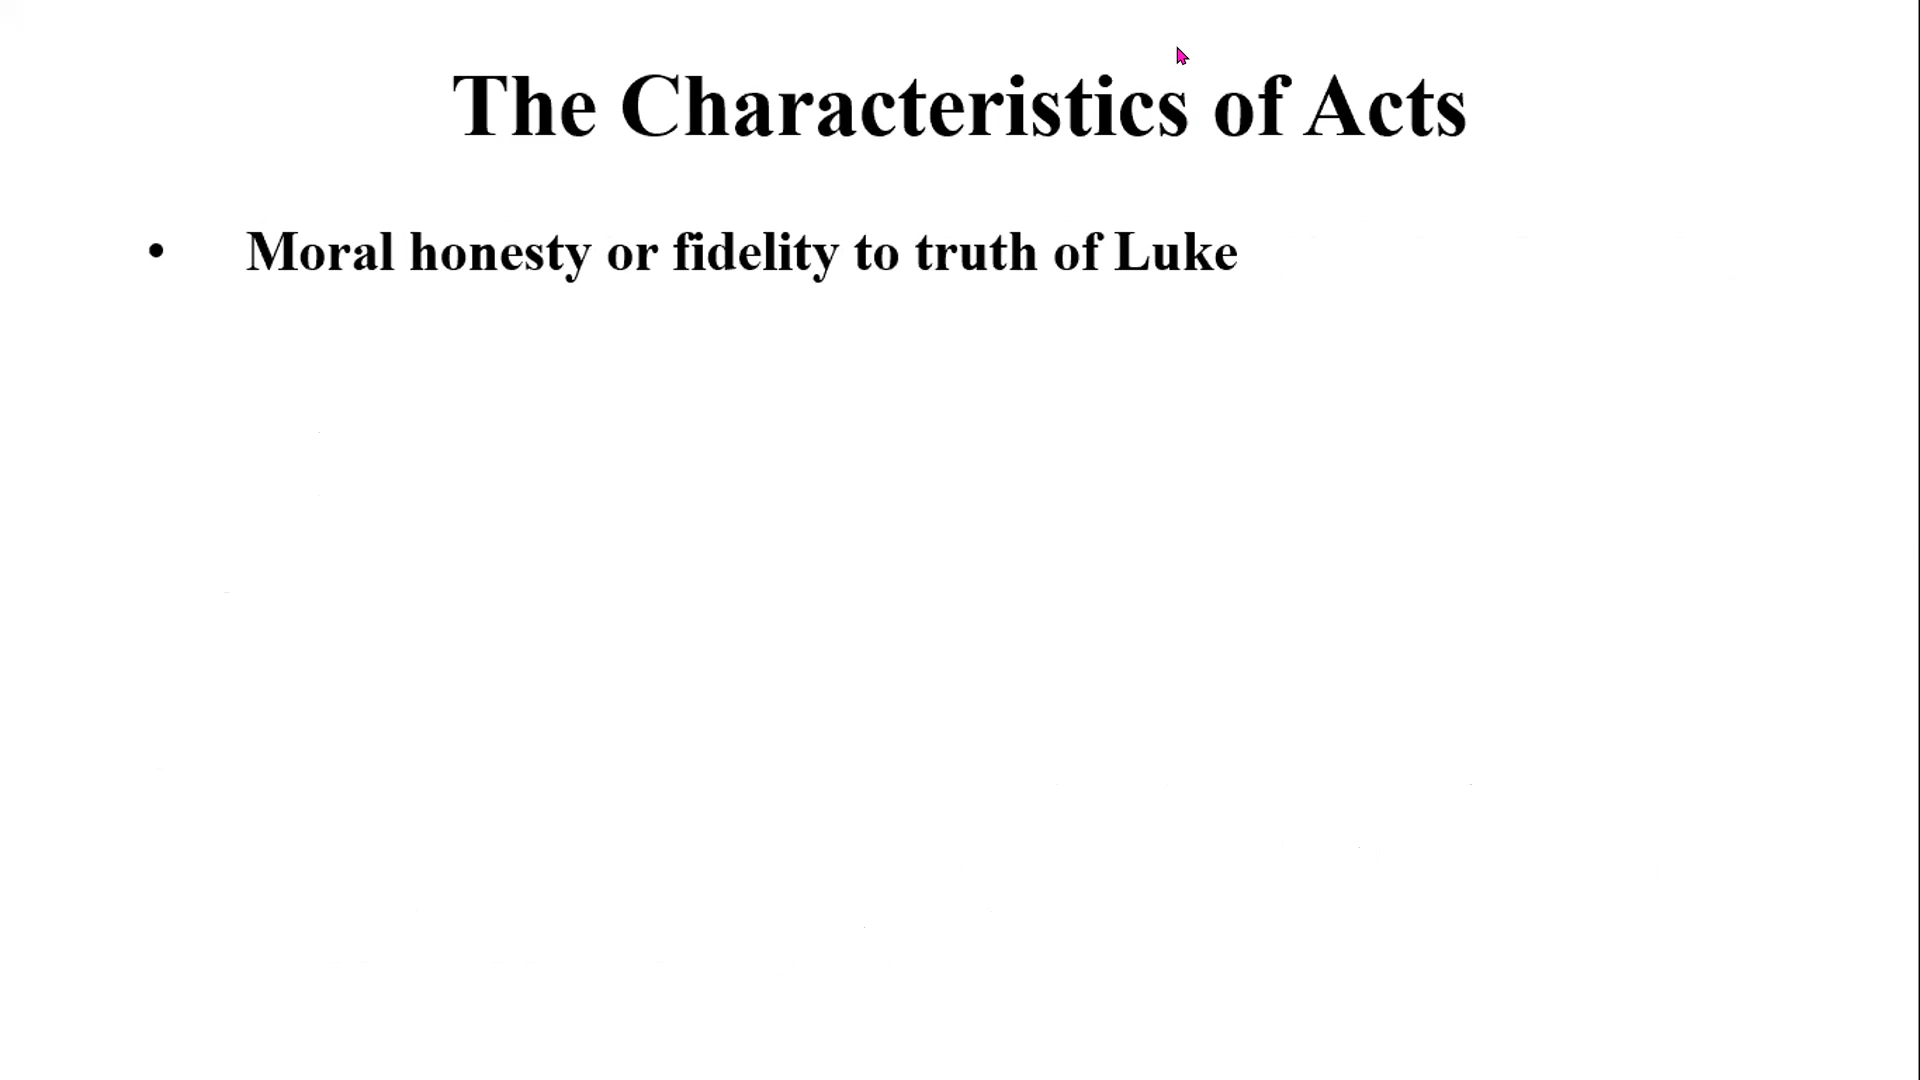 The Characteristics of Acts
• Moral honesty or fidelity to truth of Luke